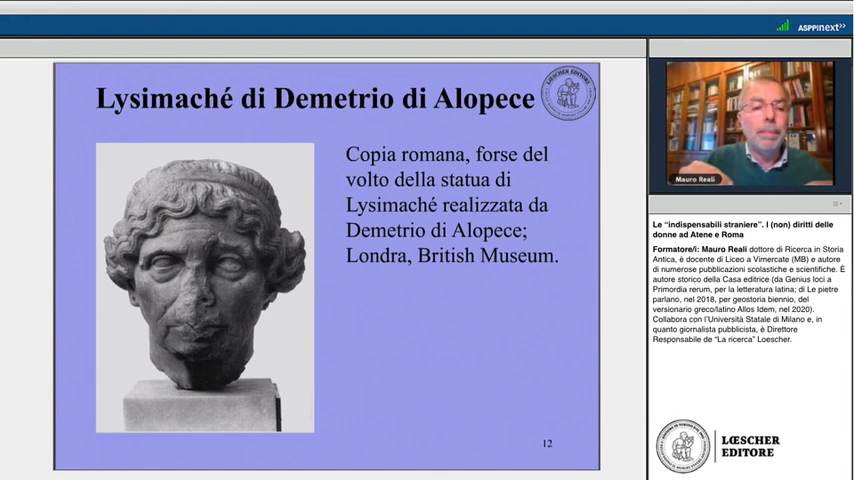 ASPPInext
Lysimaché di Demetrio di Alopece
Copia romana, forse del
volto della statua di
Lysimaché realizzata da
Demetrio di Alopece;
Londra, British Museum.
12
Mauro Reali
Le “indispensabili straniere”. I (non) diritti delle
donne ad Atene e Roma
Formatore/i: Mauro Reali dottore di Ricerca in Storia
Antica, è docente di Liceo a Vimercate (MB) e autore
di numerose pubblicazioni scolastiche e scientifiche. È
autore storico della Casa editrice (da Genius loci a
Primordia rerum, per la letteratura latina; di Le pietre
parlano, nel 2018, per geostoria biennio, del
versionario greco/latino Allos Idem, nel 2020).
Collabora con l'Università Statale di Milano e, in
quanto giornalista pubblicista, è Direttore
Responsabile de “La ricerca” Loescher.
LŒSCHER
EDITORE